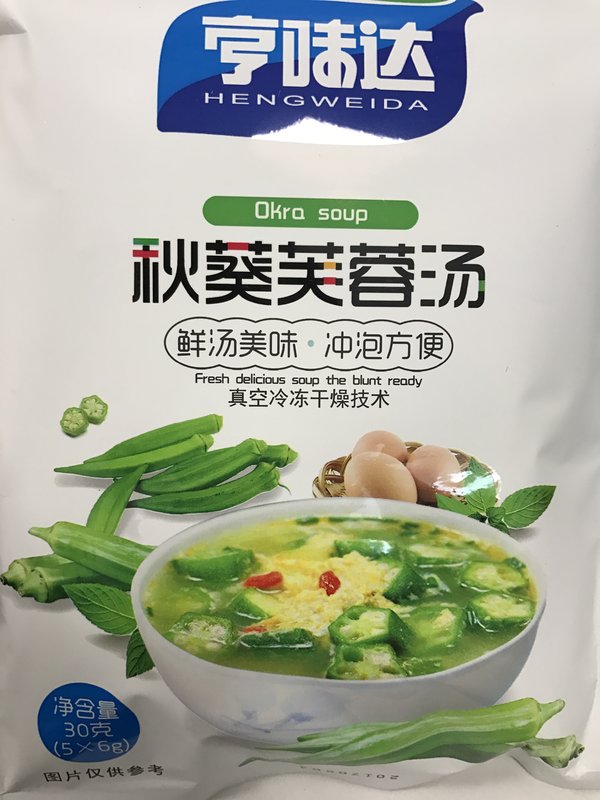 亨味达
HENGWEIDA
Okra soup
秋葵芙蓉汤
鲜汤美味·冲泡方便
Fresh delicious soup the blunt ready
真空冷冻干燥技术
净含量
30克
(5×6g)
图片仅供参考